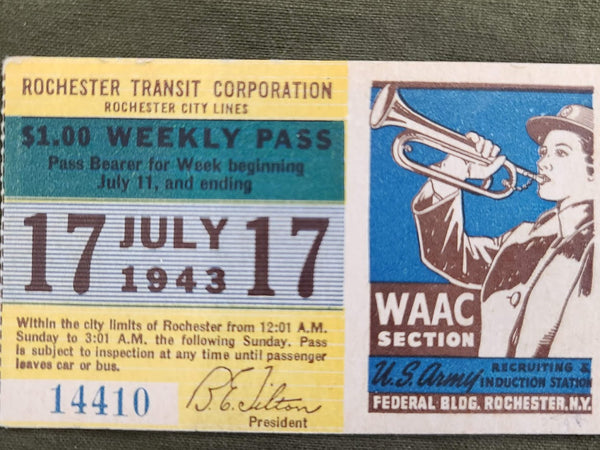 ROCHESTER TRANSIT CORPORATION
ROCHESTER CITY LINES
$1.00 WEEKLY PASS
Pass Bearer for Week beginning
July 11, and ending
17 JULY 17
1943
Within the city limits of Rochester from 12:01 A.M.
Sunday to 3:01 A.M. the following Sunday. Pass
is subject to inspection at any time until passenger
leaves car or bus.
14410
B.E. Tilton
President
WAAC
SECTION
U.S. Army RECRUITING &
INDUCTION STATION
FEDERAL BLDG. ROCHESTER, N.Y.